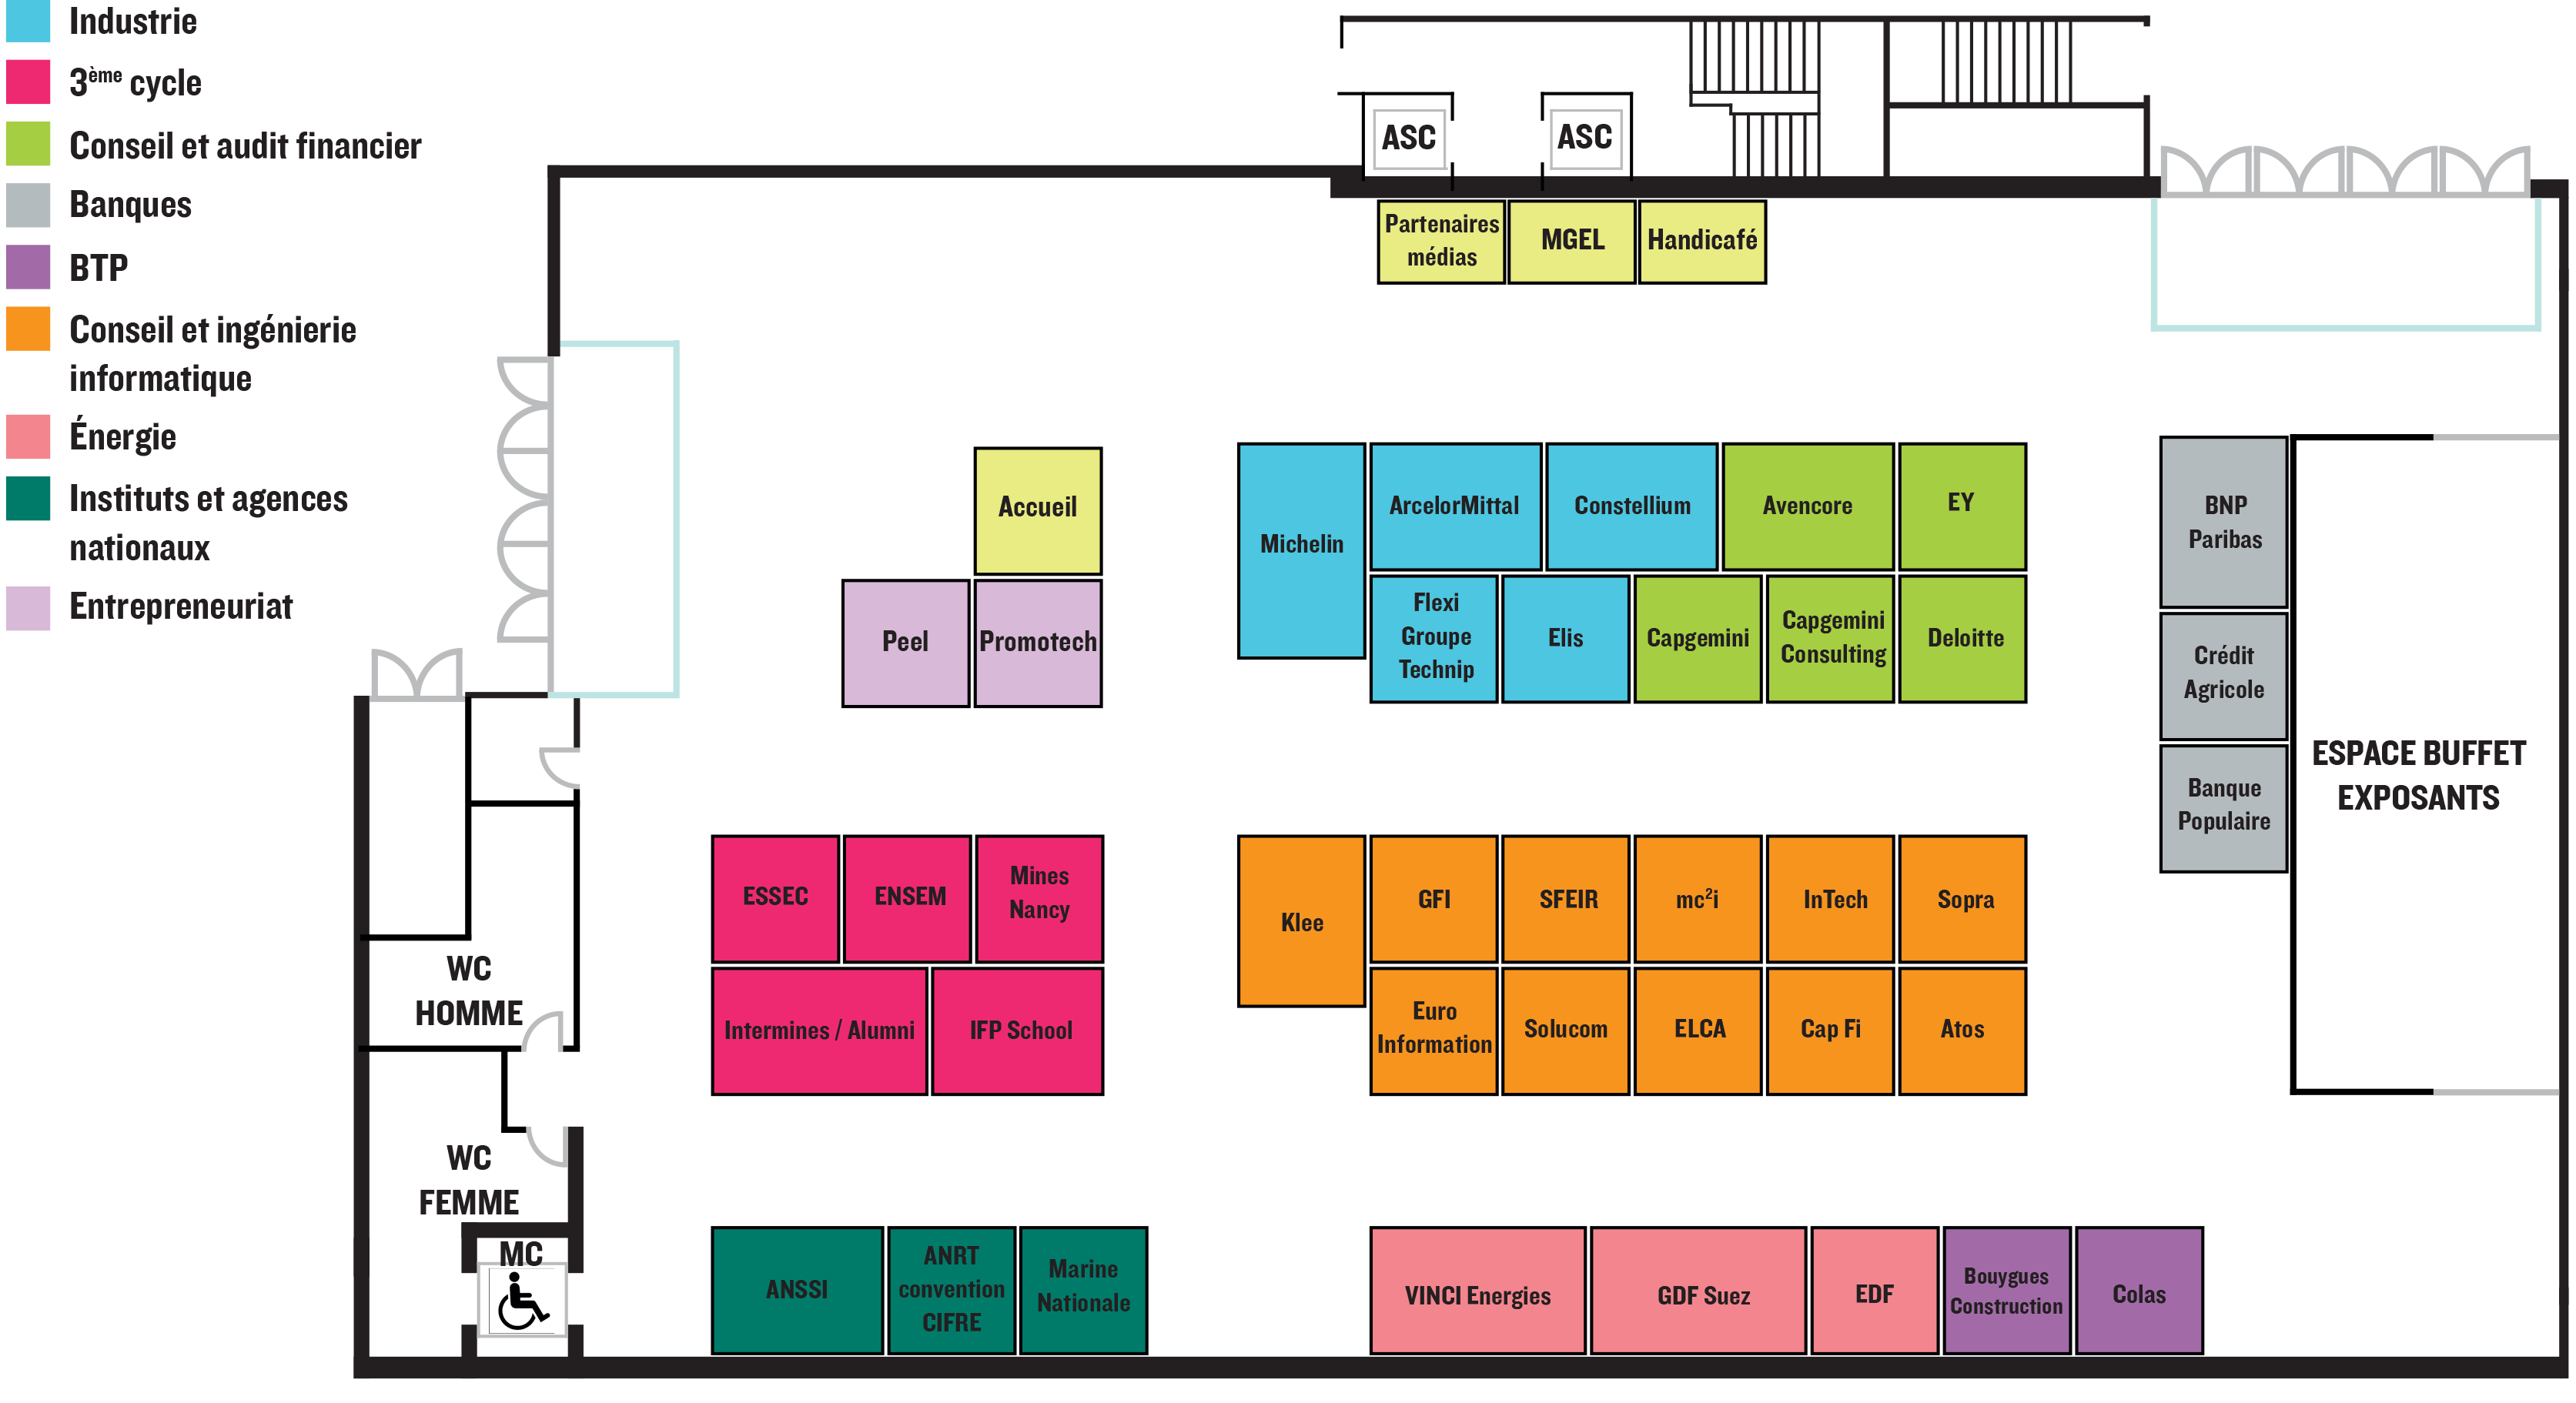 Industrie
3ème cycle
Conseil et audit financier
Banques
BTP
Conseil et ingénierie
informatique
Énergie
Instituts et agences
nationaux
Entrepreneuriat
ASC
ASC
Partenaires
médias
MGEL
Handicafé
Accueil
Peel
Promotech
Michelin
ArcelorMittal
Constellium
Avencore
EY
Flexi
Groupe
Technip
Elis
Capgemini
Capgemini
Consulting
Deloitte
BNP
Paribas
Crédit
Agricole
Banque
Populaire
ESPACE BUFFET
EXPOSANTS
ESSEC
ENSEM
Mines
Nancy
Intermines / Alumni
IFP School
Klee
GFI
SFEIR
mc²i
InTech
Sopra
Euro
Information
Solucom
ELCA
Cap Fi
Atos
WC
HOMME
WC
FEMME
MC
ANSSI
ANRT
convention
CIFRE
Marine
Nationale
VINCI Energies
GDF Suez
EDF
Bouygues
Construction
Colas